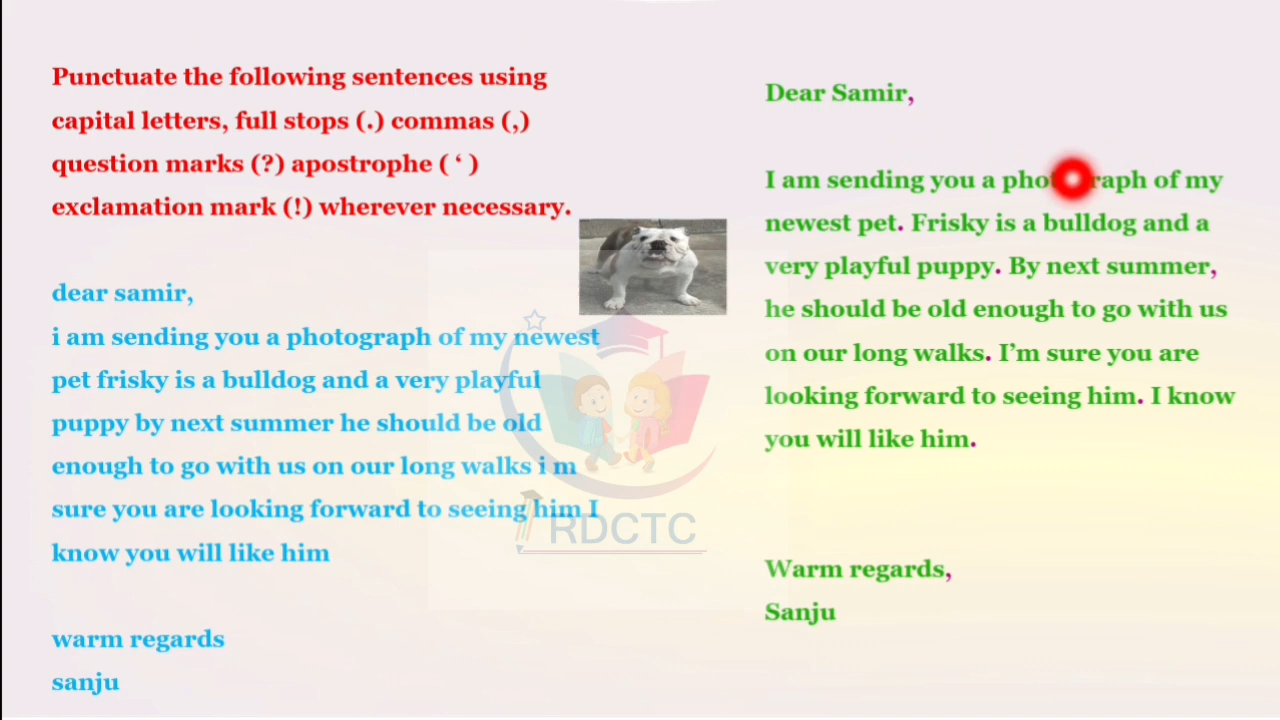 Punctuate the following sentences using
capital letters, full stops (.) commas (,)
question marks (?) apostrophe ( ‘ )
exclamation mark (!) wherever necessary.
dear samir,
i am sending you a photograph of my newest
pet frisky is a bulldog and a very playful
puppy by next summer he should be old
enough to go with us on our long walks i m
sure you are looking forward to seeing him I
know you will like him
warm regards
sanju
RDCTC
Dear Samir,
I am sending you a photograph of my
newest pet. Frisky is a bulldog and a
very playful puppy. By next summer,
he should be old enough to go with us
on our long walks. I’m sure you are
looking forward to seeing him. I know
you will like him.
Warm regards,
Sanju